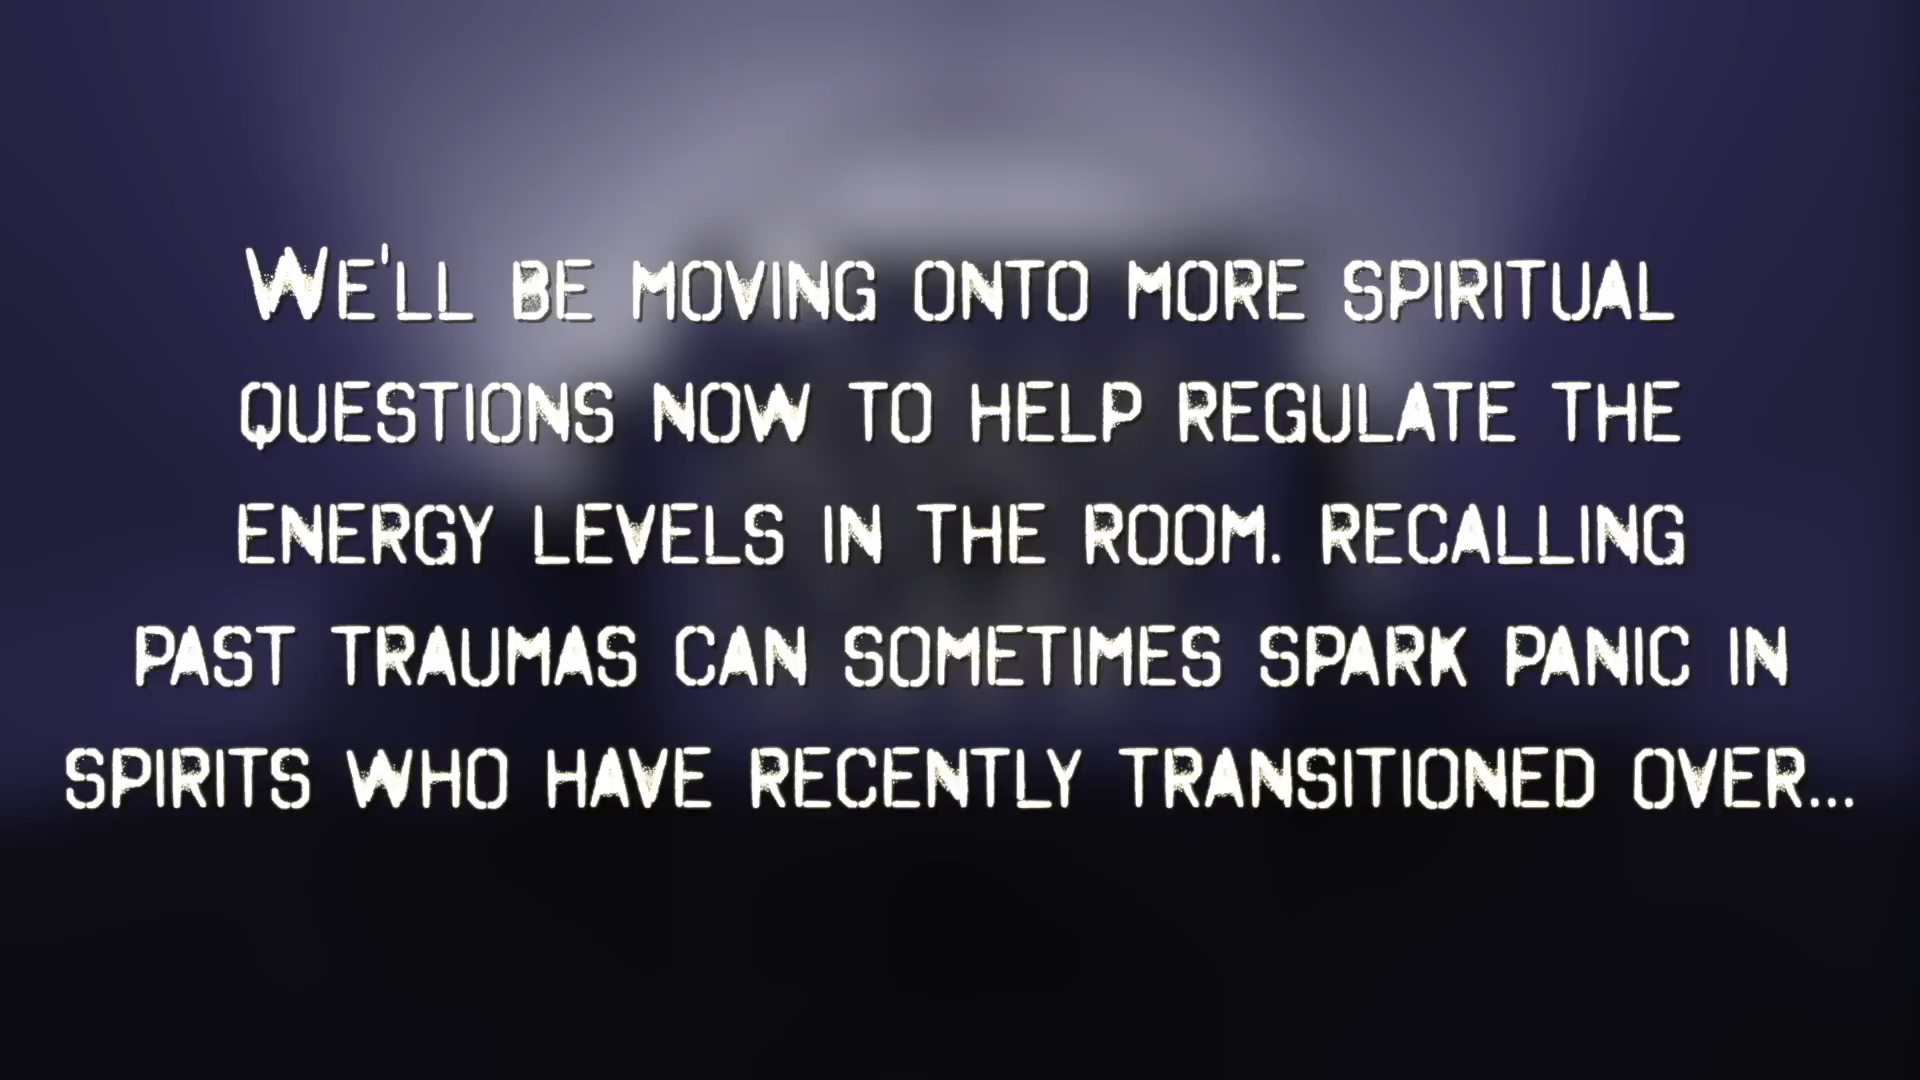 We'll be moving onto more spiritual
questions now to help regulate the
energy levels in the room. Recalling
past traumas can sometimes spark panic in
spirits who have recently transitioned over...